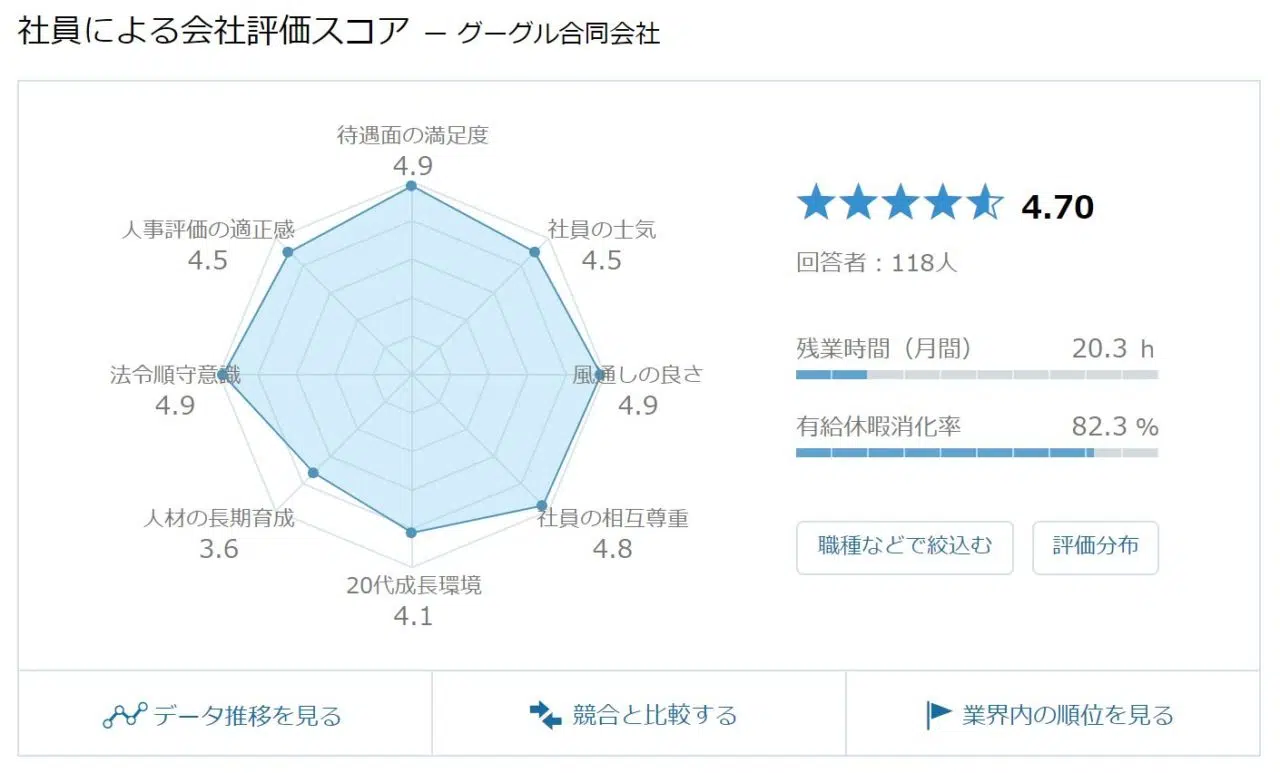 社員による会社評価スコア － グーグル合同会社
待遇面の満足度
4.9
社員の士気
4.5
風通しの良さ
4.9
社員の相互尊重
4.8
20代成長環境
4.1
人材の長期育成
3.6
法令順守意識
4.9
人事評価の適正感
4.5
4.70
回答者：118人
残業時間（月間） 20.3 h
有給休暇消化率 82.3 %
職種などで絞込む
評価分布
データ推移を見る
競合と比較する
業界内の順位を見る